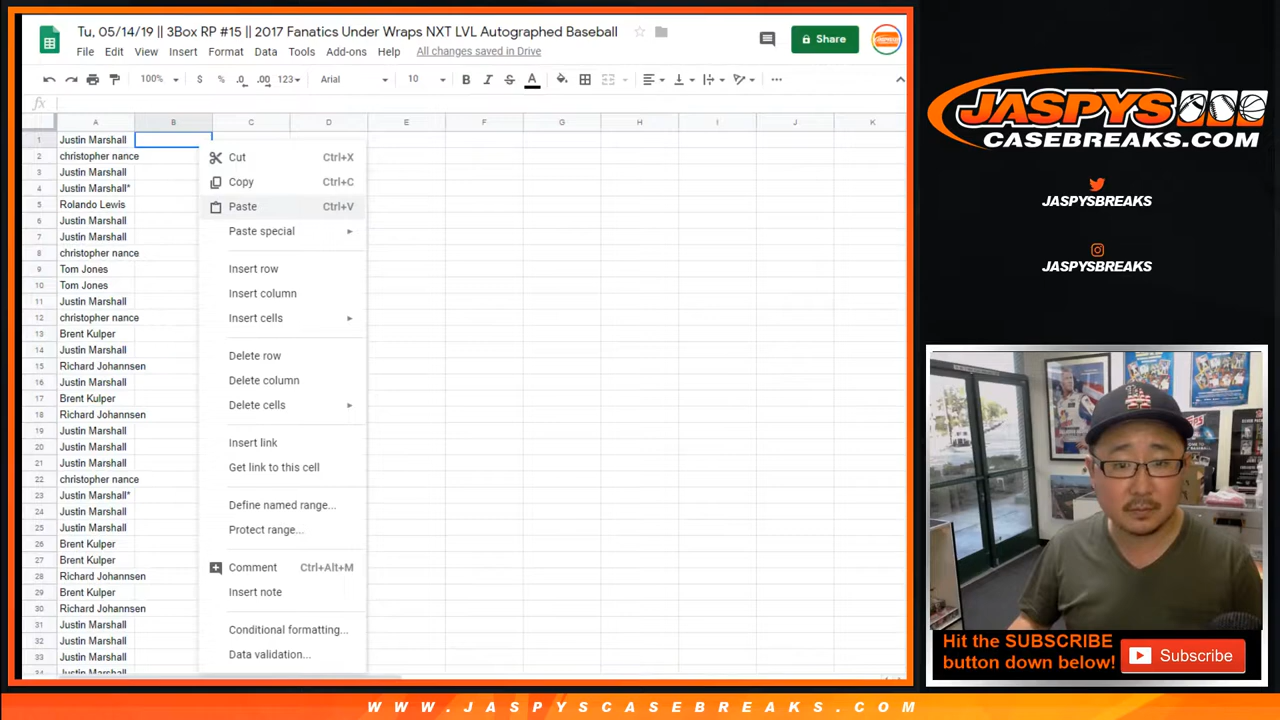 Tu, 05/14/19 || 3Box RP #15 || 2017 Fanatics Under Wraps NXT LVL Autographed Baseball
Share
File Edit View Insert Format Data Tools Add-ons Help All changes saved in Drive
100% $ % .0 .00 123 Arial 10 B I S A
fx
A B C D E F G H I J K
1 Justin Marshall
2 christopher nance
3 Justin Marshall
4 Justin Marshall*
5 Rolando Lewis
6 Justin Marshall
7 Justin Marshall
8 christopher nance
9 Tom Jones
10 Tom Jones
11 Justin Marshall
12 christopher nance
13 Brent Kulper
14 Justin Marshall
15 Richard Johannsen
16 Justin Marshall
17 Brent Kulper
18 Richard Johannsen
19 Justin Marshall
20 Justin Marshall
21 Justin Marshall
22 christopher nance
23 Justin Marshall*
24 Justin Marshall
25 Justin Marshall
26 Brent Kulper
27 Brent Kulper
28 Richard Johannsen
29 Brent Kulper
30 Richard Johannsen
31 Justin Marshall
32 Justin Marshall
33 Justin Marshall
34 Justin Marshall
Cut Ctrl+X
Copy Ctrl+C
Paste Ctrl+V
Paste special
Insert row
Insert column
Insert cells
Delete row
Delete column
Delete cells
Insert link
Get link to this cell
Define named range...
Protect range...
Comment Ctrl+Alt+M
Insert note
Conditional formatting...
Data validation...
JASPYS
CASEBREAKS.COM
JASPYSBREAKS
JASPYSBREAKS
Hit the SUBSCRIBE
button down below!
Subscribe
WWW.JASPYSCASEBREAKS.COM